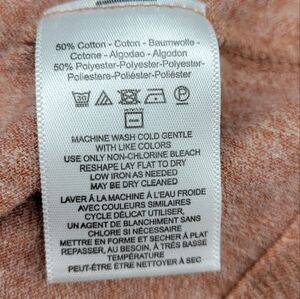 50% Cotton - Coton - Baumwolle -
Cotone - Algodao - Algodon
50% Polyester-Polyester-Polyester-
Poliestere-Poliéster-Poliéster
30
MACHINE WASH COLD GENTLE
WITH LIKE COLORS
USE ONLY NON-CHLORINE BLEACH
RESHAPE LAY FLAT TO DRY
LOW IRON AS NEEDED
MAY BE DRY CLEANED
LAVER À LA MACHINE À L'EAU FROIDE
AVEC COULEURS SIMILAIRES
CYCLE DÉLICAT UTILISER,
UN AGENT DE BLANCHIMENT SANS
CHLORE SI NÉCESSAIRE
METTRE EN FORME ET SÉCHER À PLAT
REPASSER, AU BESOIN, À TRÈS BASSE
TEMPÉRATURE
PEUT-ÊTRE ÊTRE NETTOYER À SEC